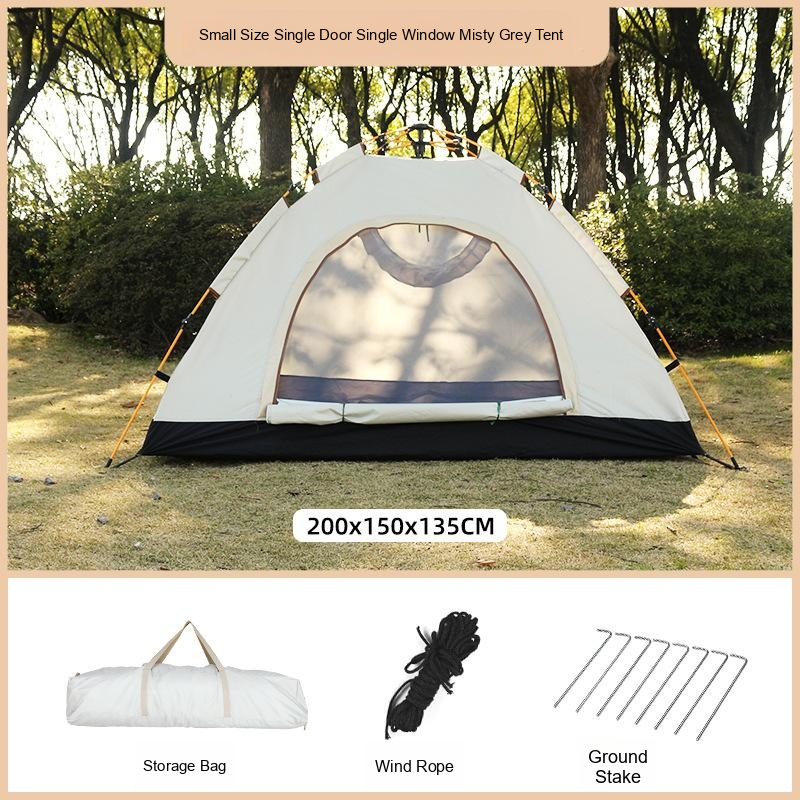 Small Size Single Door Single Window Misty Grey Tent
200x150x135CM
Storage Bag
Wind Rope
Ground
Stake